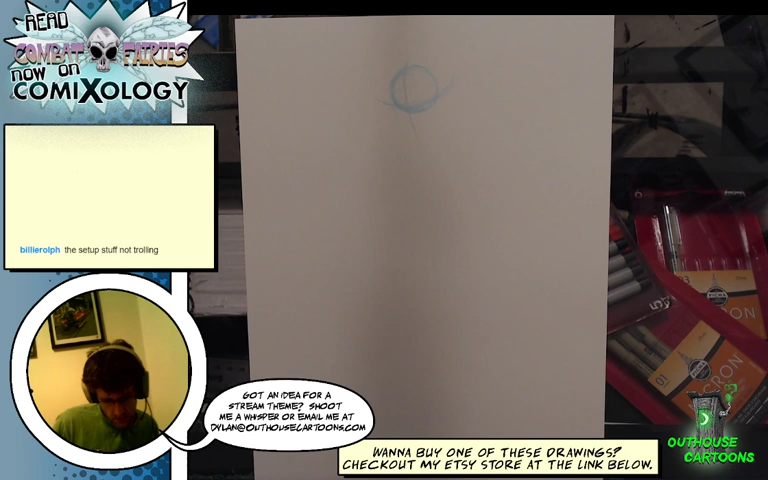 READ
COMBAT FAIRIES
NOW ON
COMIXOLOGY
billierolph the setup stuff not trolling
GOT AN IDEA FOR A
STREAM THEME? SHOOT
ME A WHISPER OR EMAIL ME AT
DYLAN@OUTHOUSECARTOONS.COM
WANNA BUY ONE OF THESE DRAWINGS?
CHECKOUT MY ETSY STORE AT THE LINK BELOW.
OUTHOUSE
CARTOONS
01